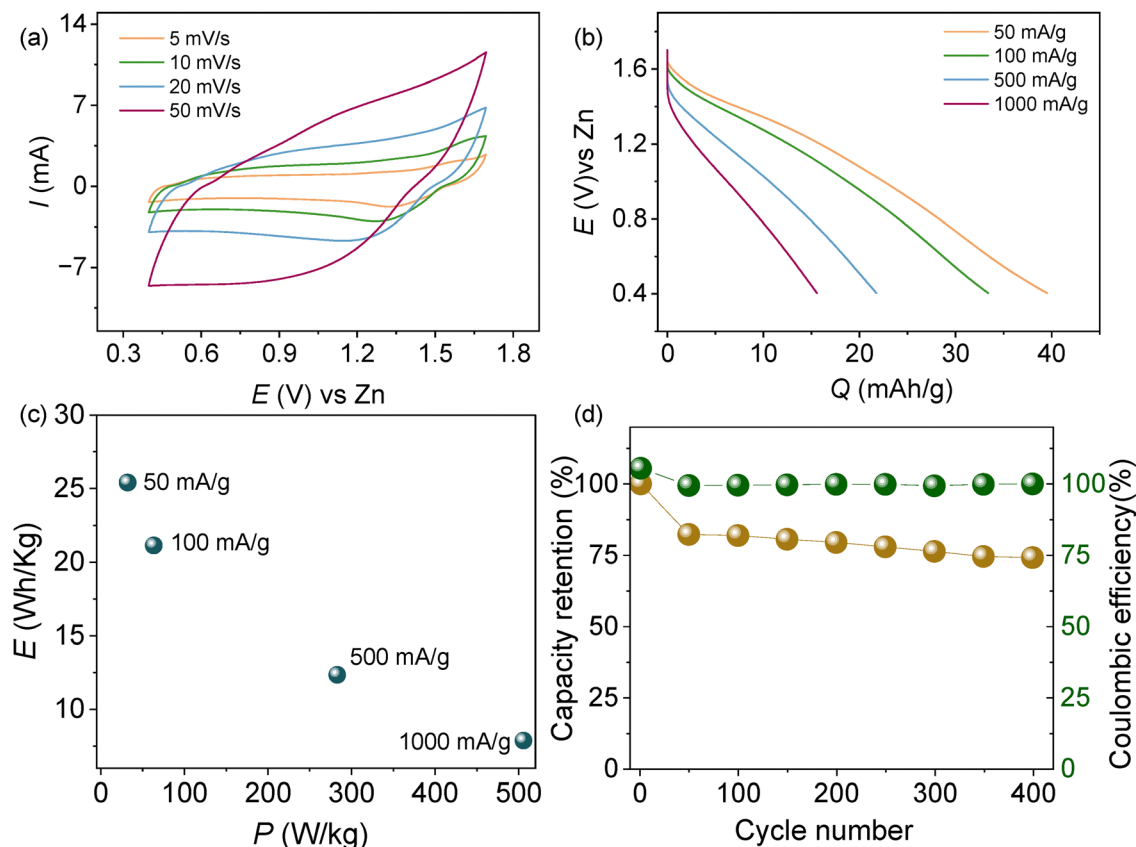 (a)
5 mV/s
10 mV/s
20 mV/s
50 mV/s
14
7
0
−7
I (mA)
0.3 0.6 0.9 1.2 1.5 1.8
E (V) vs Zn
(b)
50 mA/g
100 mA/g
500 mA/g
1000 mA/g
1.6
1.2
0.8
0.4
E (V)vs Zn
0 10 20 30 40
Q (mAh/g)
(c)
30
25
20
15
10
E (Wh/Kg)
50 mA/g
100 mA/g
500 mA/g
1000 mA/g
0 100 200 300 400 500
P (W/kg)
(d)
100
75
50
25
0
Capacity retention (%)
100
75
50
25
0
Coulombic efficiency(%)
0 100 200 300 400
Cycle number